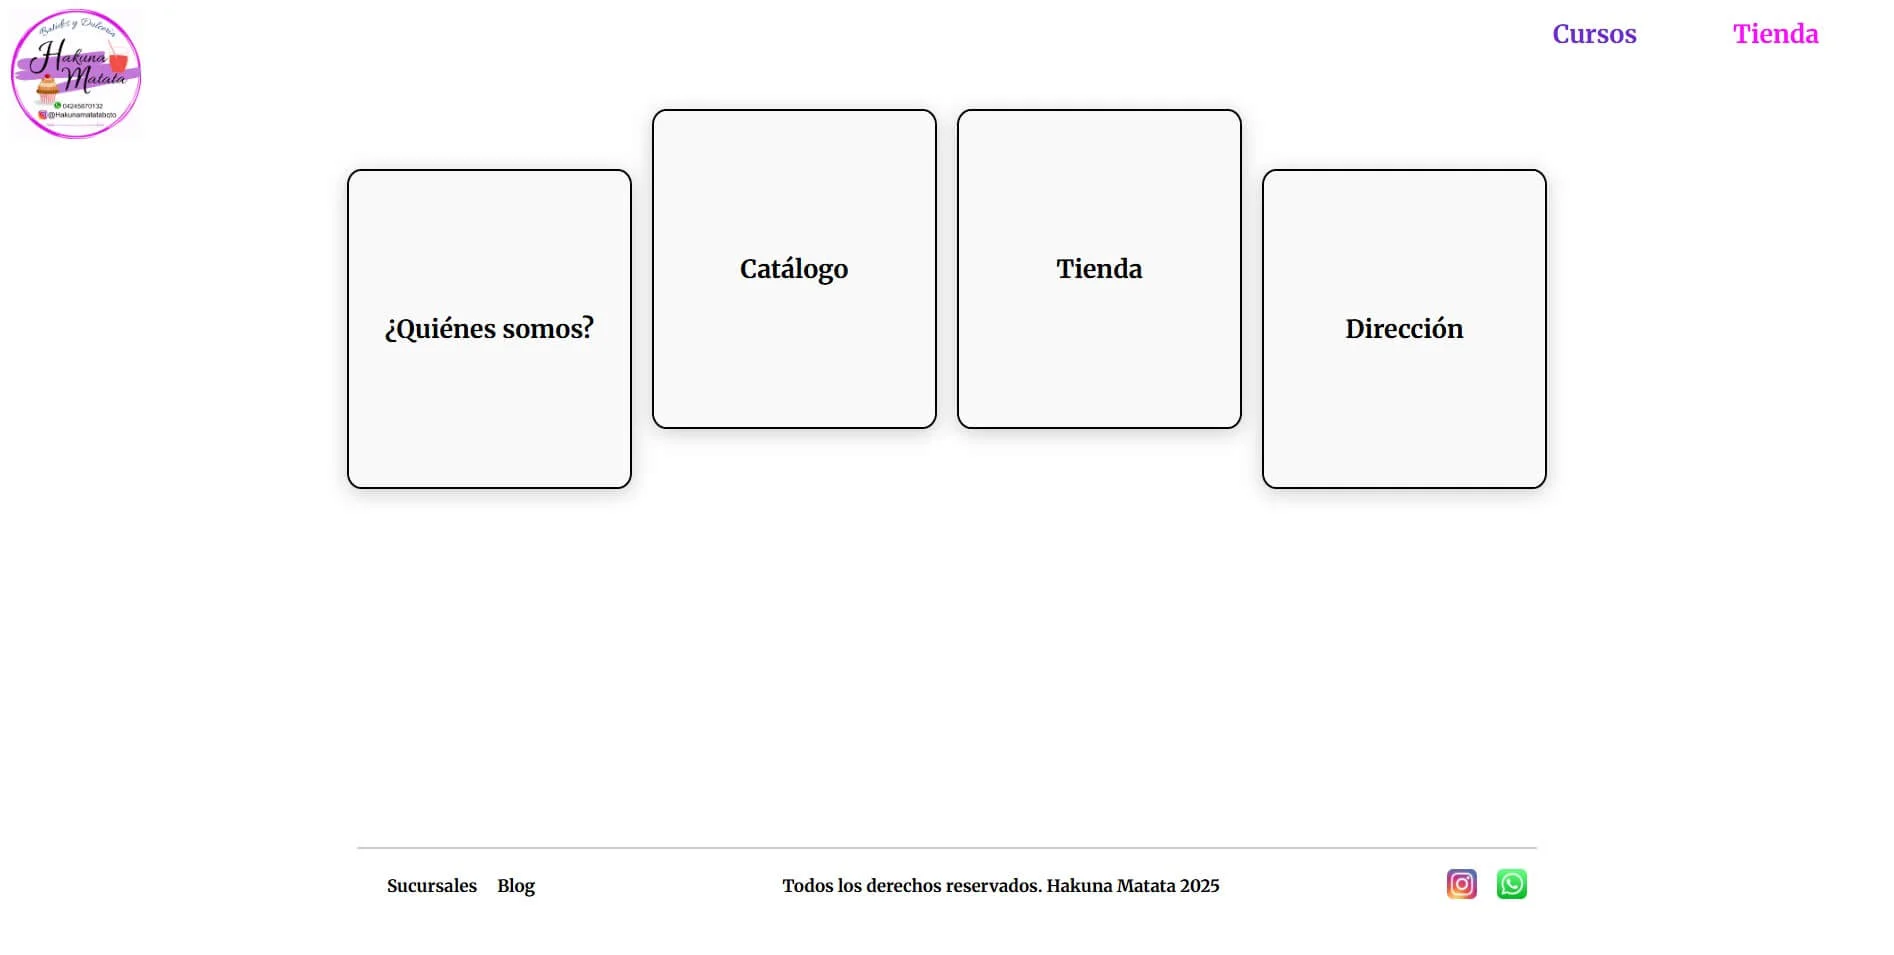 Batidos y Dulcería
Hakuna
Matata
04245670132
@Hakunamatatabqto
Cursos
Tienda
¿Quiénes somos?
Catálogo
Tienda
Dirección
Sucursales
Blog
Todos los derechos reservados. Hakuna Matata 2025